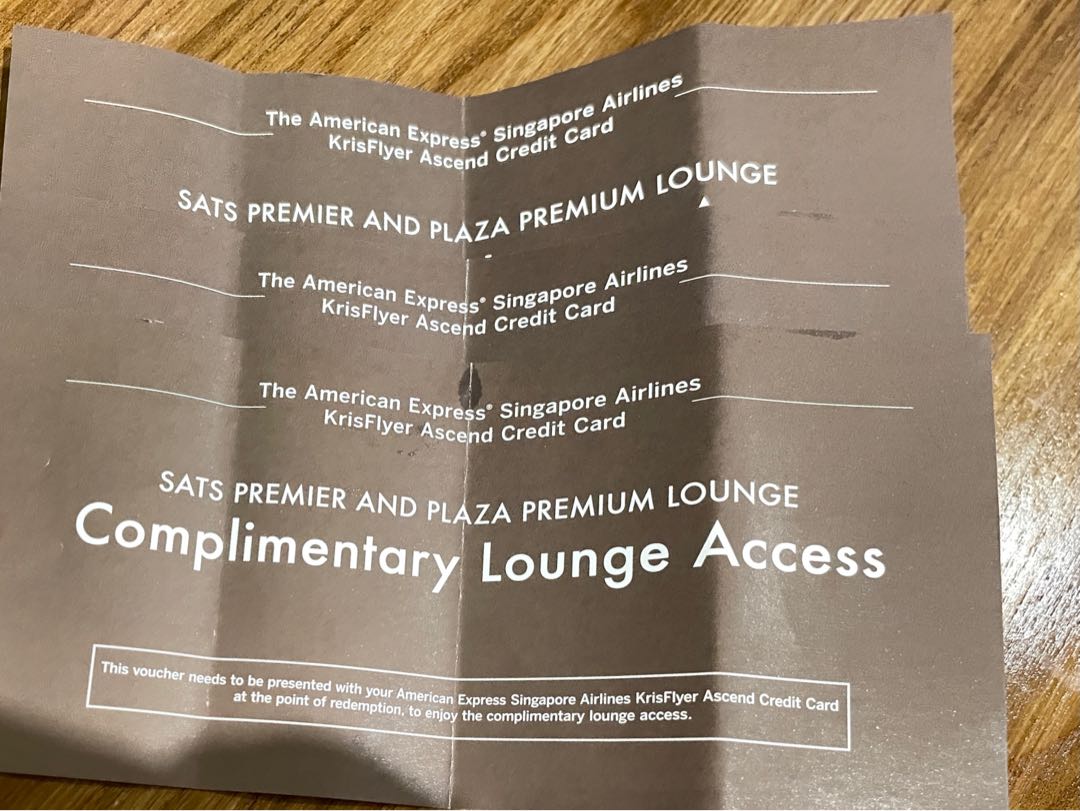 The American Express® Singapore Airlines
KrisFlyer Ascend Credit Card
SATS PREMIER AND PLAZA PREMIUM LOUNGE
The American Express® Singapore Airlines
KrisFlyer Ascend Credit Card
The American Express® Singapore Airlines
KrisFlyer Ascend Credit Card
SATS PREMIER AND PLAZA PREMIUM LOUNGE
Complimentary Lounge Access
This voucher needs to be presented with your American Express Singapore Airlines KrisFlyer Ascend Credit Card
at the point of redemption, to enjoy the complimentary lounge access.